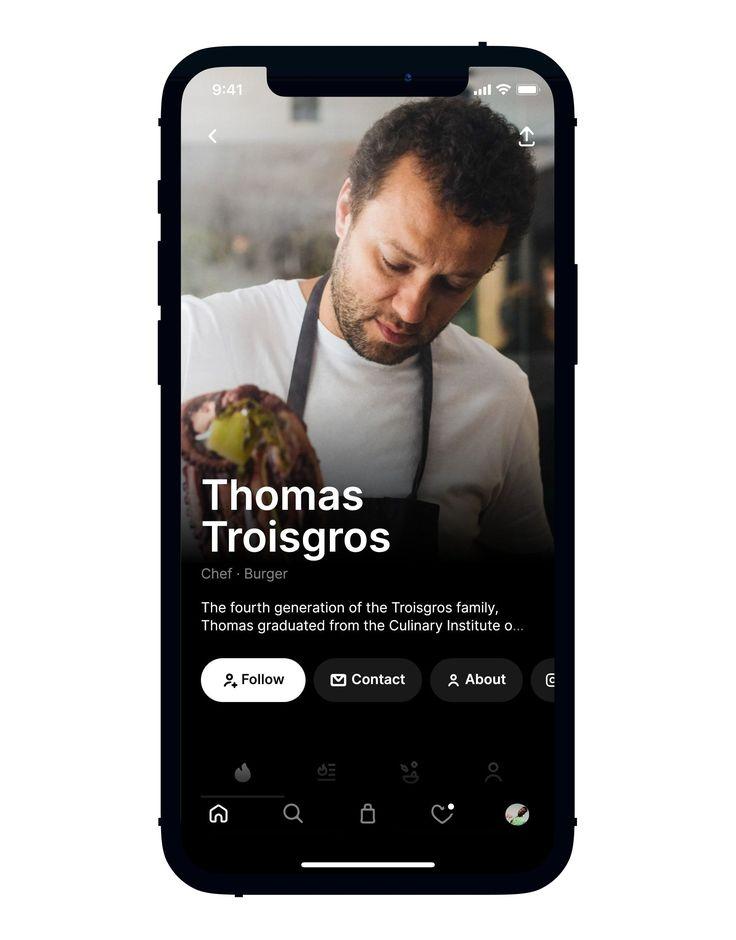 9:41
Thomas
Troisgros
Chef · Burger
The fourth generation of the Troisgros family,
Thomas graduated from the Culinary Institute o...
Follow
Contact
About